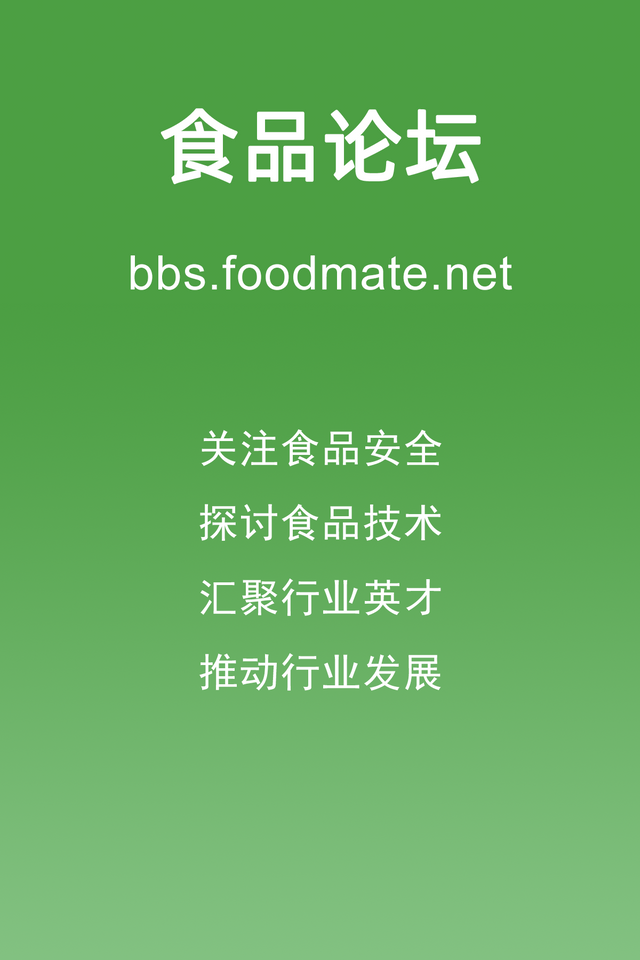 食品论坛
bbs.foodmate.net
关注食品安全
探讨食品技术
汇聚行业英才
推动行业发展